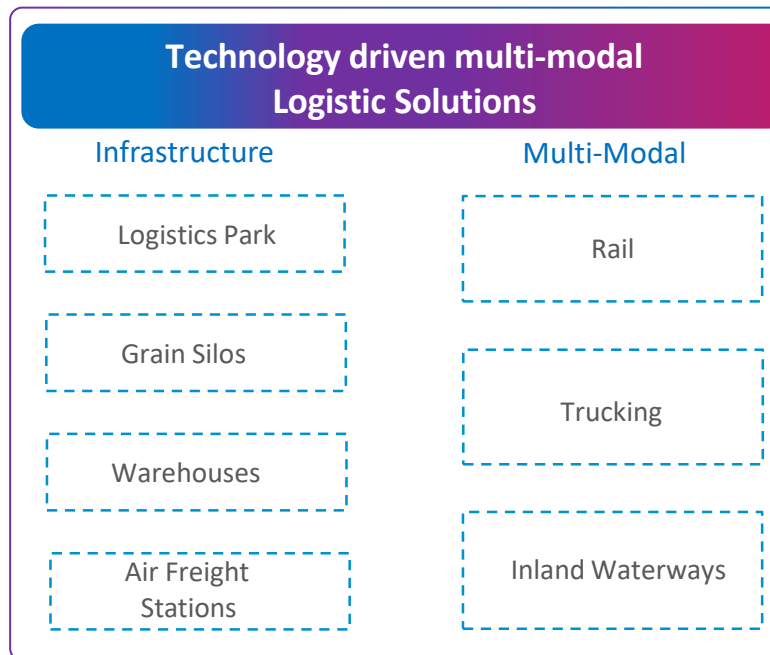 Technology driven multi-modal
Logistic Solutions
Infrastructure
Logistics Park
Grain Silos
Warehouses
Air Freight
Stations
Multi-Modal
Rail
Trucking
Inland Waterways